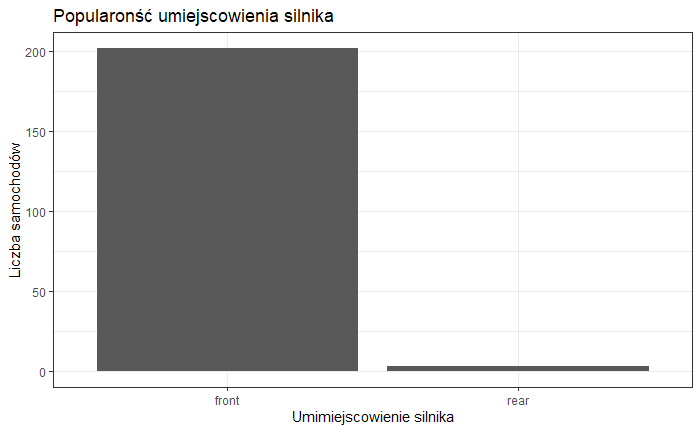 Popularonść umiejscowienia silnika
Liczba samochodów
200
150
100
50
0
front
rear
Umimiejscowienie silnika